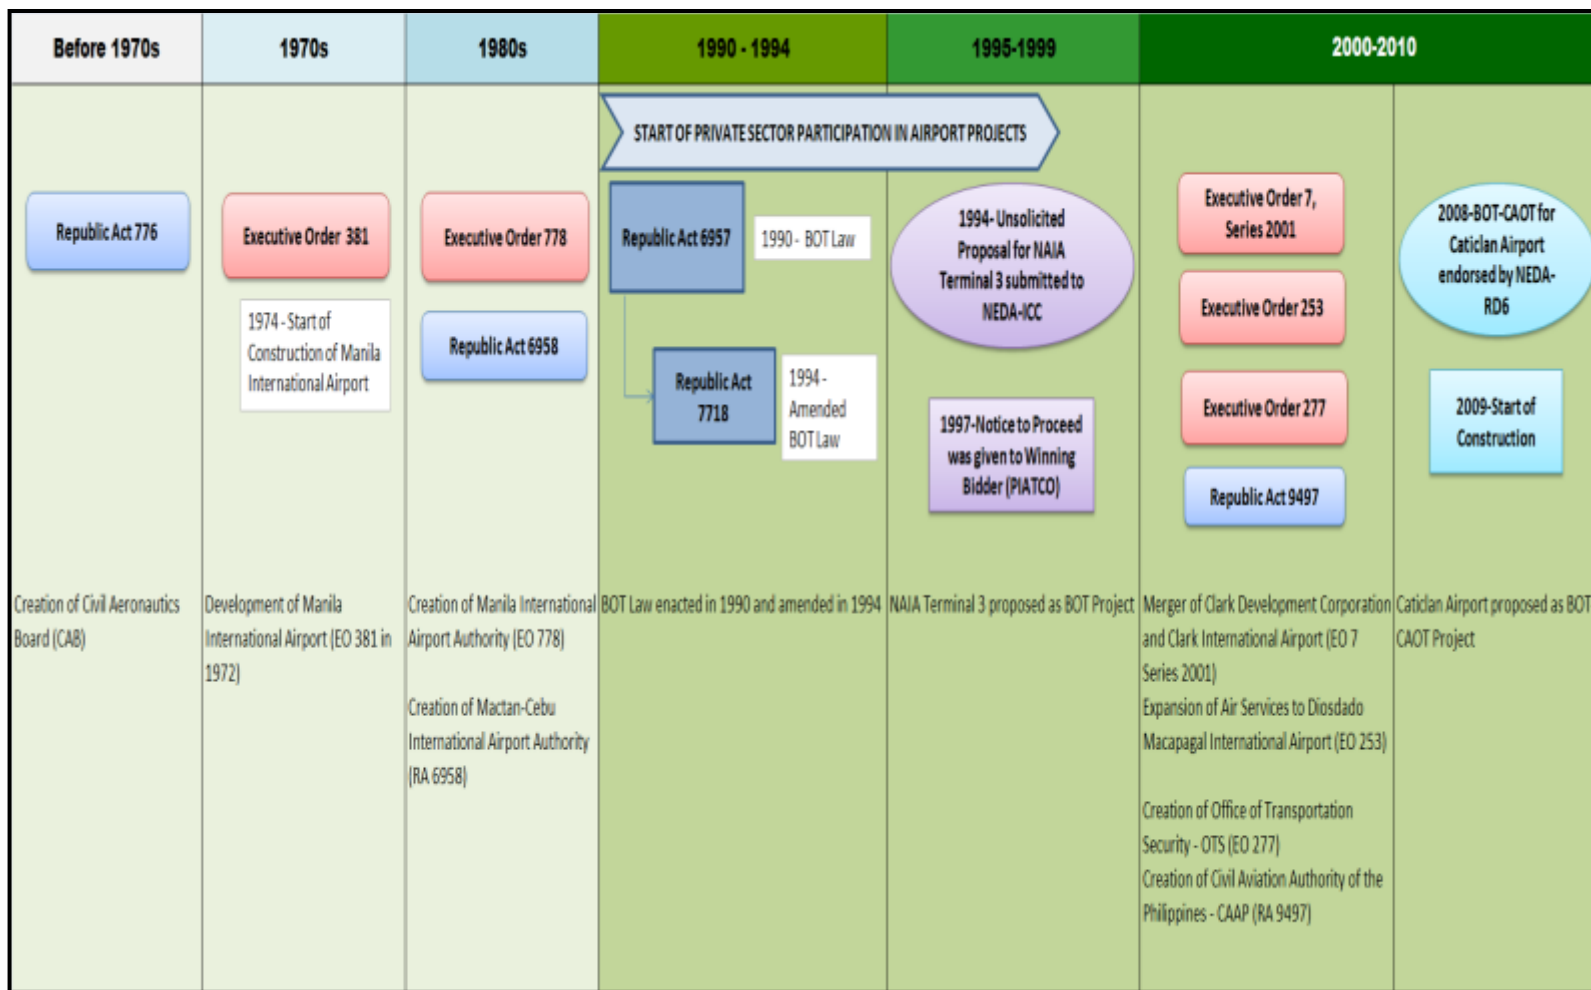 Before 1970s
1970s
1980s
1990 - 1994
1995-1999
2000-2010
START OF PRIVATE SECTOR PARTICIPATION IN AIRPORT PROJECTS
Republic Act 776
Executive Order 381
1974 - Start of
Construction of Manila
International Airport
Executive Order 778
Republic Act 6958
Republic Act 6957
1990 - BOT Law
Republic Act
7718
1994 -
Amended
BOT Law
1994- Unsolicited
Proposal for NAIA
Terminal 3 submitted to
NEDA-ICC
1997-Notice to Proceed
was given to Winning
Bidder (PIATCO)
Executive Order 7,
Series 2001
Executive Order 253
Executive Order 277
Republic Act 9497
2008-BOT-CAOT for
Caticlan Airport
endorsed by NEDA-
RD6
2009-Start of
Construction
Creation of Civil Aeronautics
Board (CAB)
Development of Manila
International Airport (EO 381 in
1972)
Creation of Manila International
Airport Authority (EO 778)
Creation of Mactan-Cebu
International Airport Authority
(RA 6958)
BOT Law enacted in 1990 and amended in 1994
NAIA Terminal 3 proposed as BOT Project
Merger of Clark Development Corporation
and Clark International Airport (EO 7
Series 2001)
Expansion of Air Services to Diosdado
Macapagal International Airport (EO 253)
Creation of Office of Transportation
Security - OTS (EO 277)
Creation of Civil Aviation Authority of the
Philippines - CAAP (RA 9497)
Caticlan Airport proposed as BOT
CAOT Project